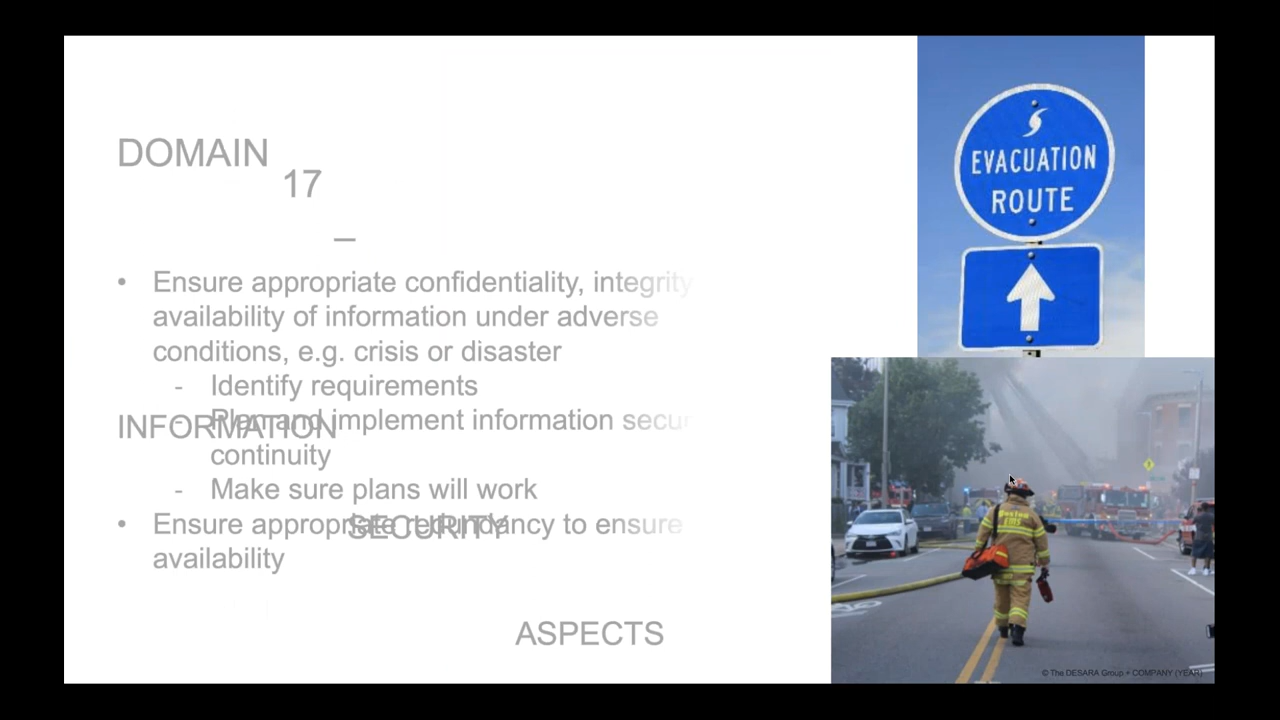 DOMAIN
17
–
• Ensure appropriate confidentiality, integrity
availability of information under adverse
conditions, e.g. crisis or disaster
- Identify requirements
- Plan and implement information secur
INFORMATION
continuity
- Make sure plans will work
• Ensure appropriate redundancy to ensure
SECURITY
availability
ASPECTS
EVACUATION
ROUTE
© The DESARA Group + COMPANY (YEAR)